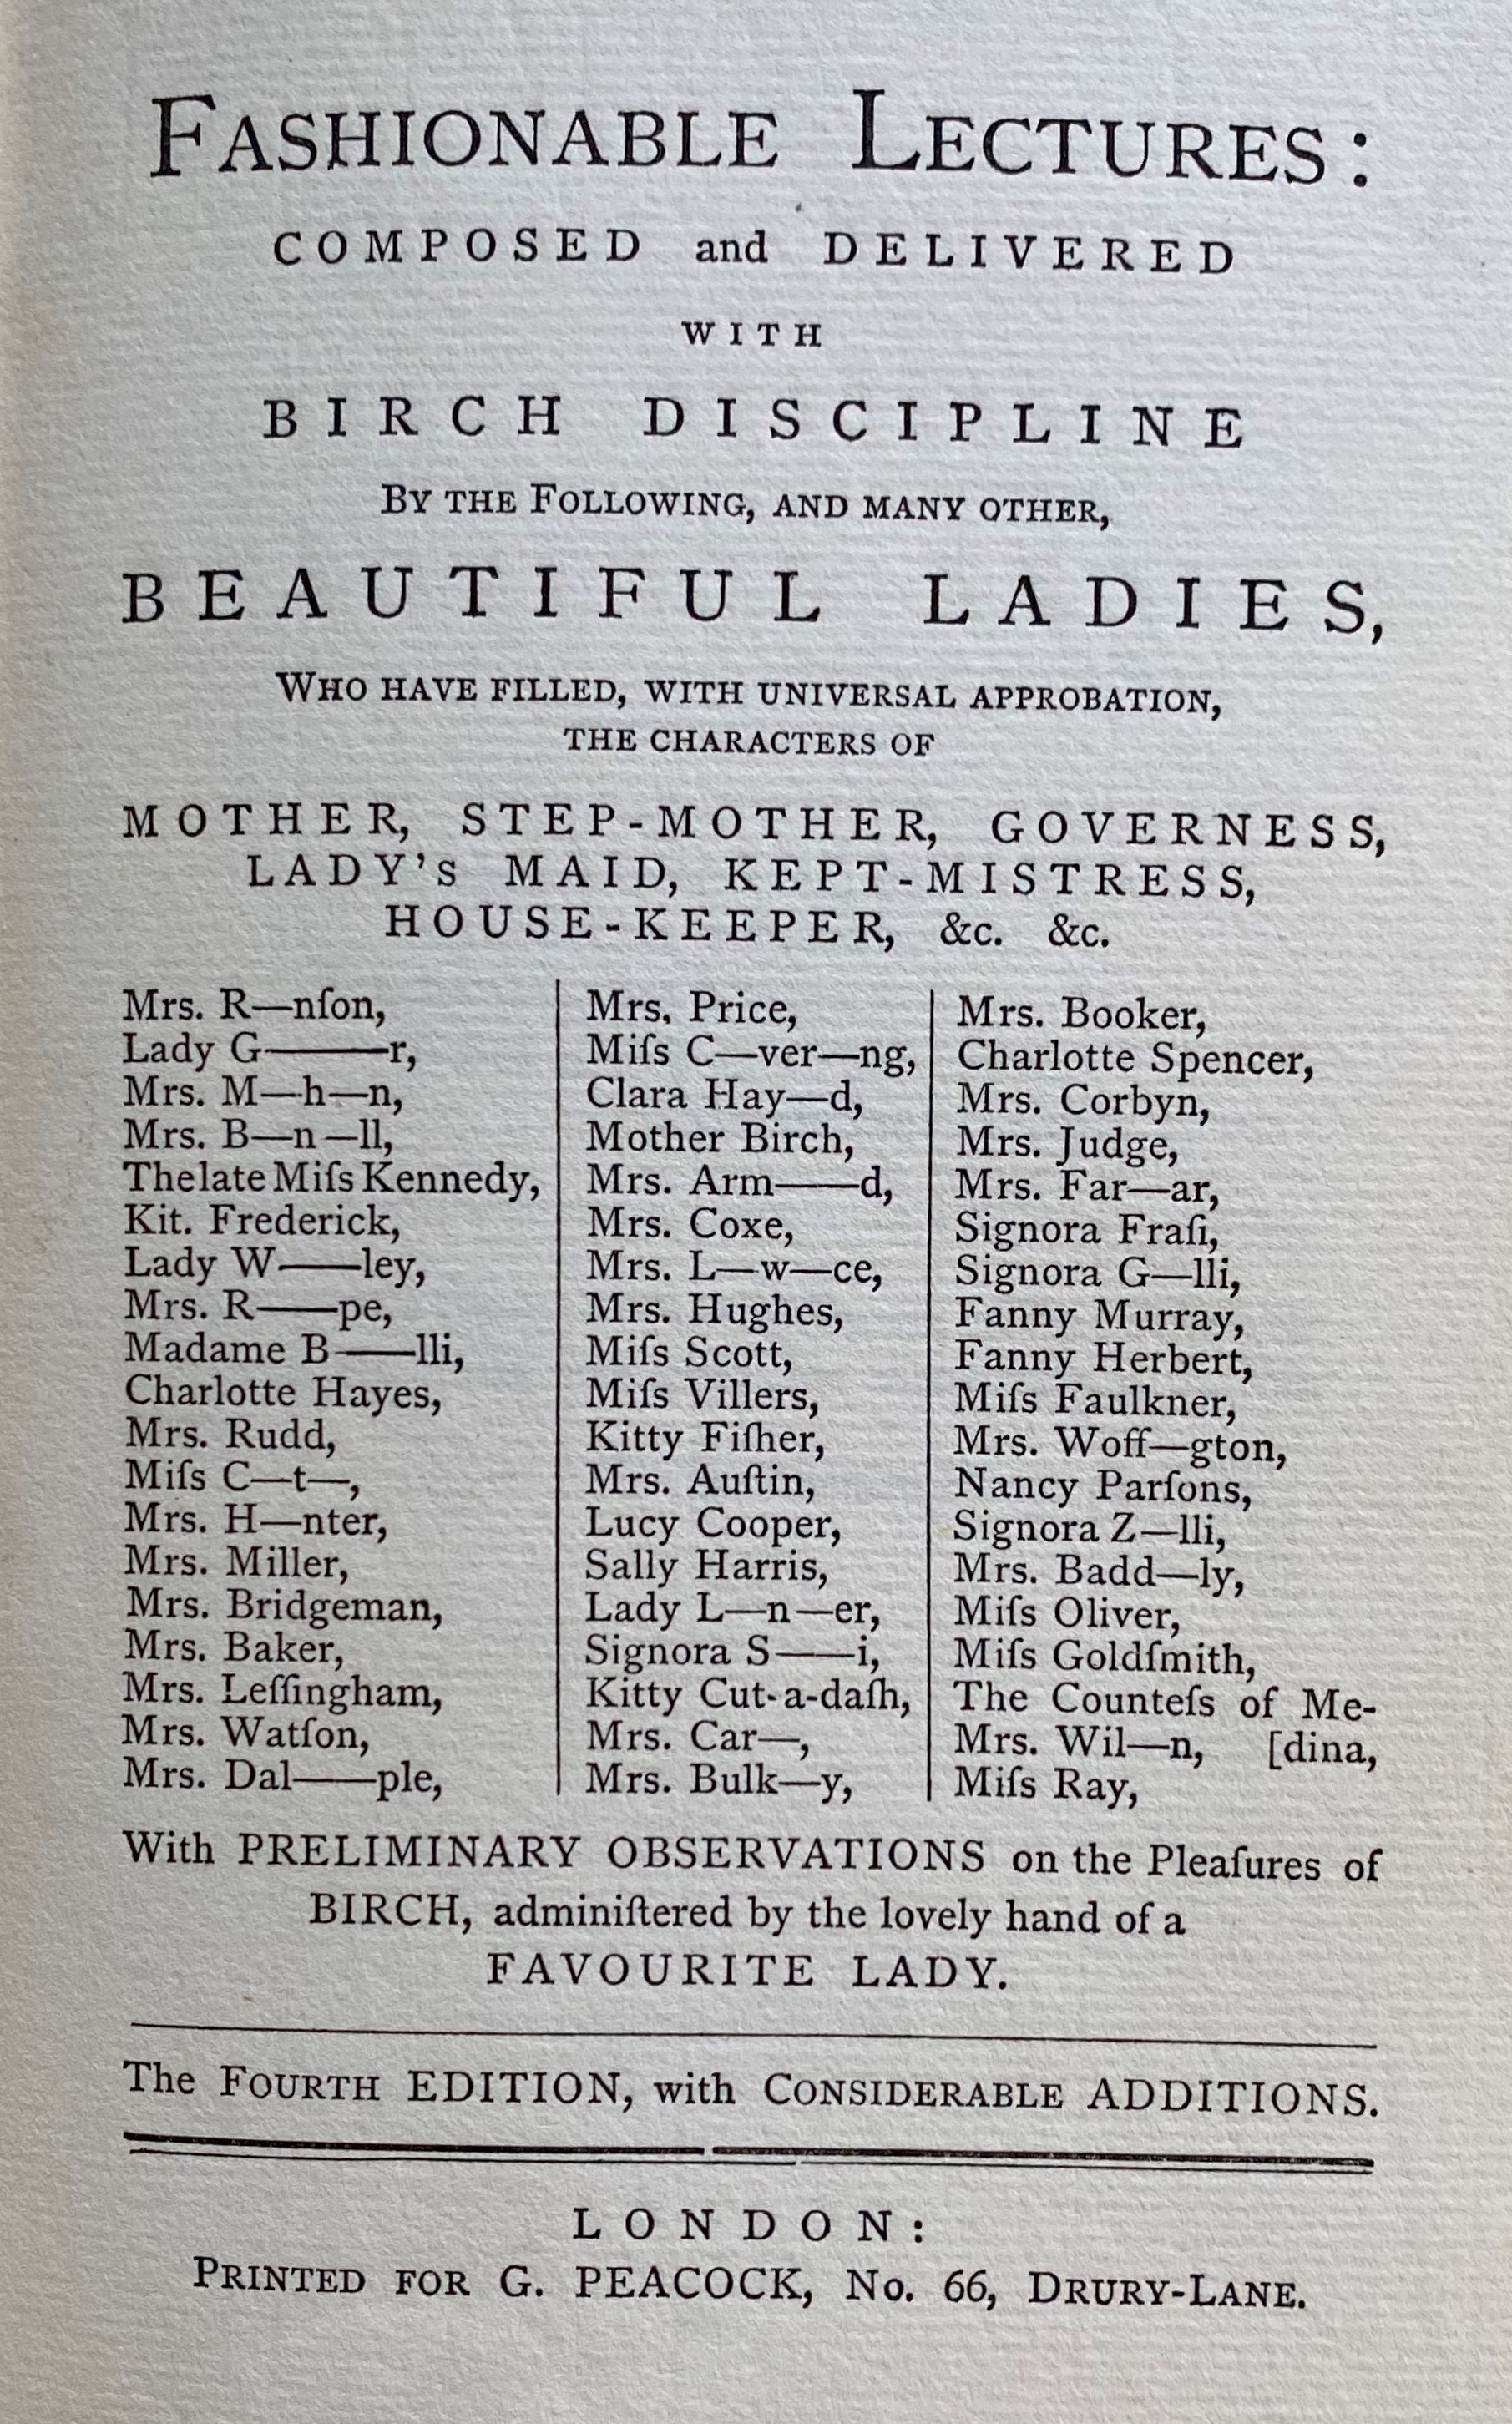 FASHIONABLE LECTURES:
COMPOSED and DELIVERED
WITH
BIRCH DISCIPLINE
BY THE FOLLOWING, AND MANY OTHER,
BEAUTIFUL LADIES,
WHO HAVE FILLED, WITH UNIVERSAL APPROBATION,
THE CHARACTERS OF
MOTHER, STEP-MOTHER, GOVERNESS,
LADY's MAID, KEPT-MISTRESS,
HOUSE-KEEPER, &c. &c.
Mrs. R—nſon,
Lady G———r,
Mrs. M—h—n,
Mrs. B—n—ll,
The late Miſs Kennedy,
Kit. Frederick,
Lady W——ley,
Mrs. R——pe,
Madame B——lli,
Charlotte Hayes,
Mrs. Rudd,
Miſs C—t—,
Mrs. H—nter,
Mrs. Miller,
Mrs. Bridgeman,
Mrs. Baker,
Mrs. Leſſingham,
Mrs. Watſon,
Mrs. Dal——ple,
Mrs. Price,
Miſs C—ver—ng,
Clara Hay—d,
Mother Birch,
Mrs. Arm——d,
Mrs. Coxe,
Mrs. L—w—ce,
Mrs. Hughes,
Miſs Scott,
Miſs Villers,
Kitty Fiſher,
Mrs. Auſtin,
Lucy Cooper,
Sally Harris,
Lady L—n—er,
Signora S——i,
Kitty Cut-a-daſh,
Mrs. Car—,
Mrs. Bulk—y,
Mrs. Booker,
Charlotte Spencer,
Mrs. Corbyn,
Mrs. Judge,
Mrs. Far—ar,
Signora Fraſi,
Signora G—lli,
Fanny Murray,
Fanny Herbert,
Miſs Faulkner,
Mrs. Woff—gton,
Nancy Parſons,
Signora Z—lli,
Mrs. Badd—ly,
Miſs Oliver,
Miſs Goldſmith,
The Counteſs of Me-
Mrs. Wil—n, [dina,
Miſs Ray,
With PRELIMINARY OBSERVATIONS on the Pleaſures of
BIRCH, adminiſtered by the lovely hand of a
FAVOURITE LADY.
The FOURTH EDITION, with CONSIDERABLE ADDITIONS.
LONDON:
PRINTED FOR G. PEACOCK, No. 66, DRURY-LANE.